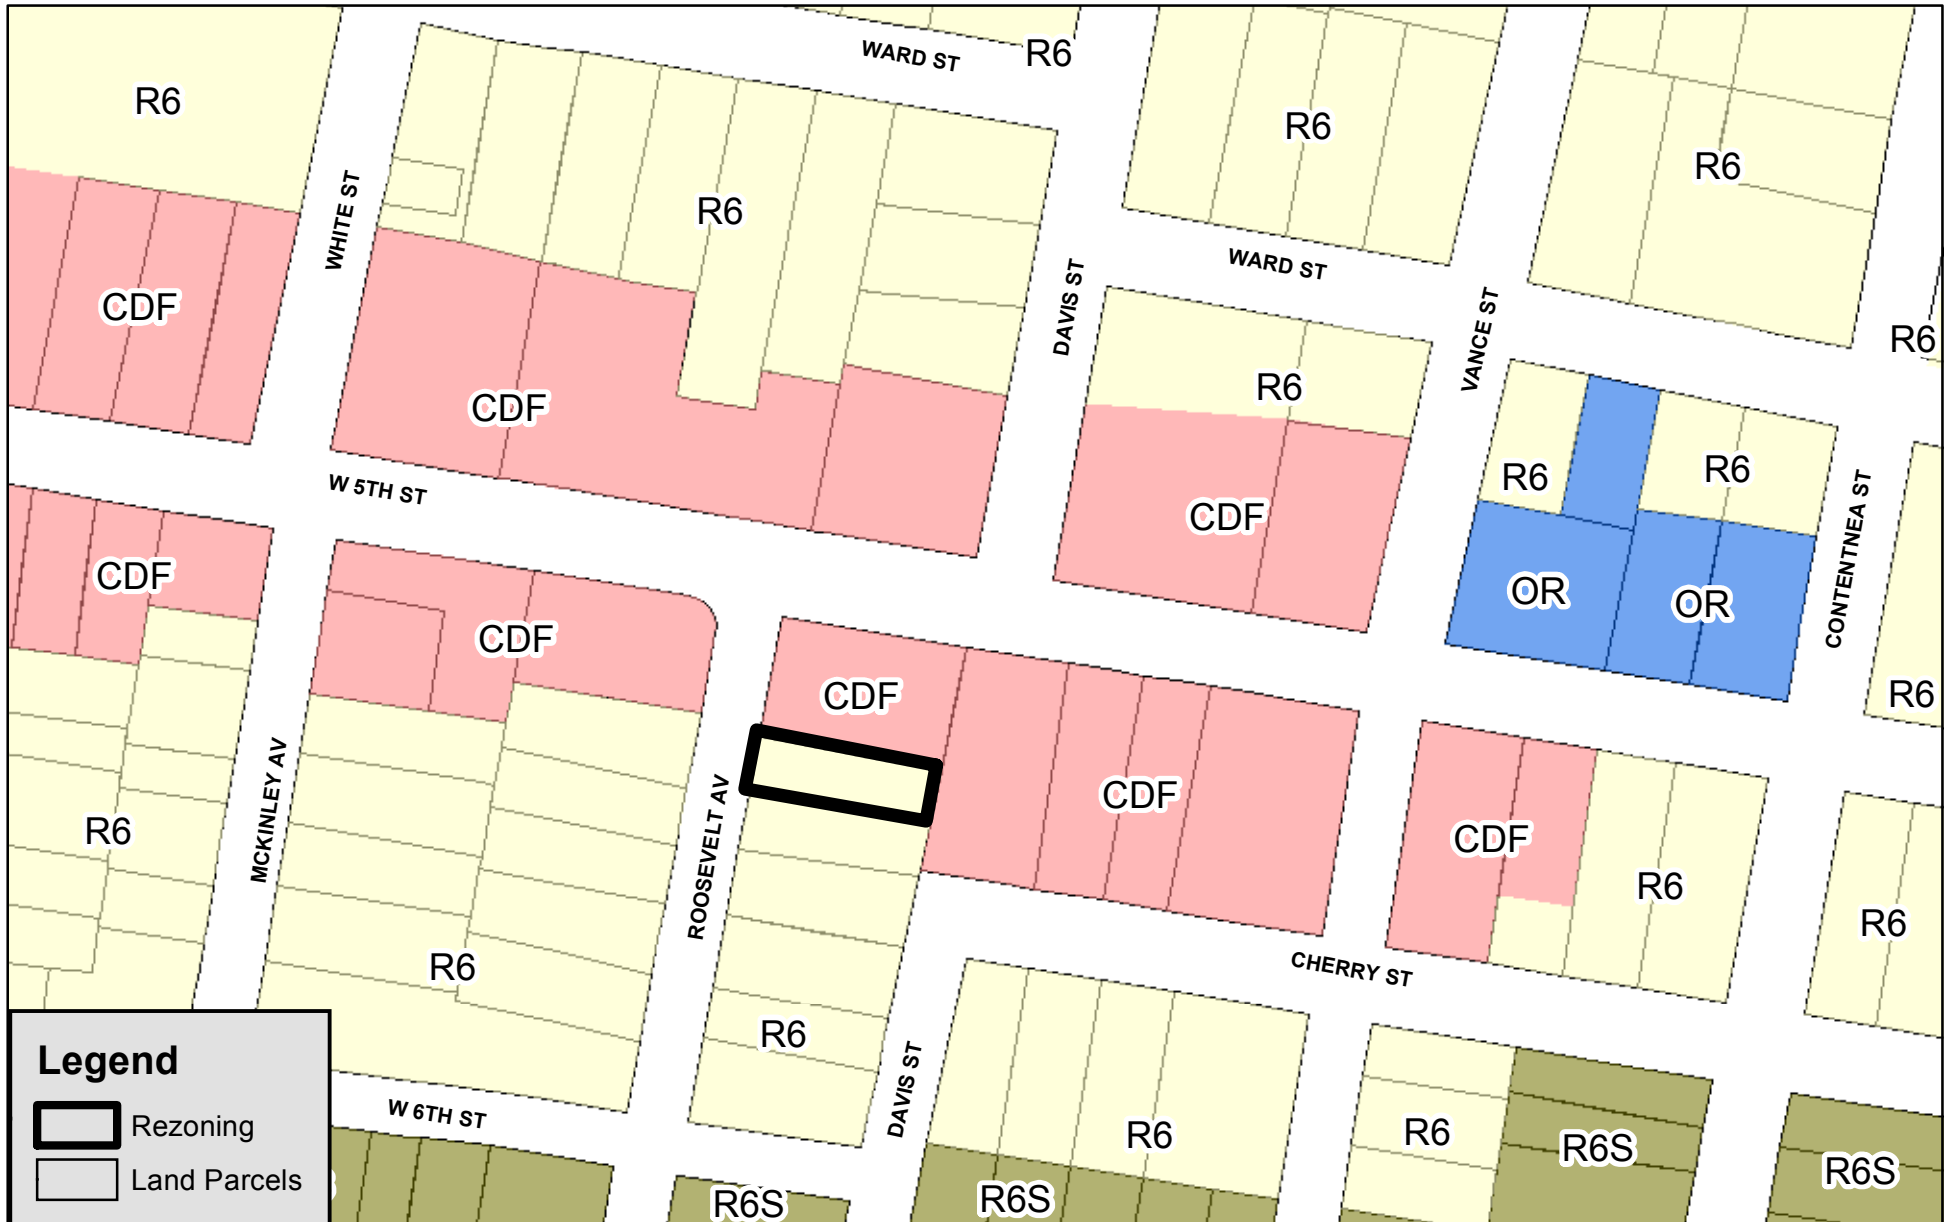 WARD ST
R6
R6
R6
R6
WHITE ST
R6
WARD ST
DAVIS ST
CDF
VANCE ST
R6
R6
CDF
R6
R6
W 5TH ST
CDF
CONTENTNEA ST
CDF
OR
OR
CDF
CDF
R6
MCKINLEY AV
ROOSEVELT AV
CDF
R6
CDF
R6
R6
R6
CHERRY ST
R6
DAVIS ST
W 6TH ST
R6
R6
R6S
R6S
R6S
R6S
Legend
Rezoning
Land Parcels